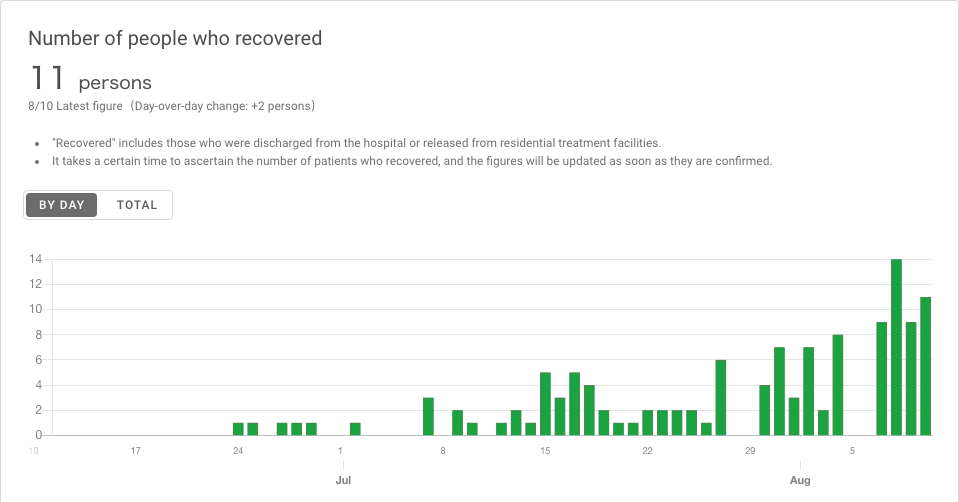 Number of people who recovered
11 persons
8/10 Latest figure（Day-over-day change: +2 persons）
• "Recovered" includes those who were discharged from the hospital or released from residential treatment facilities.
• It takes a certain time to ascertain the number of patients who recovered, and the figures will be updated as soon as they are confirmed.
BY DAY TOTAL
14
12
10
8
6
4
2
0
10 17 24 1 8 15 22 29 5
Jul Aug